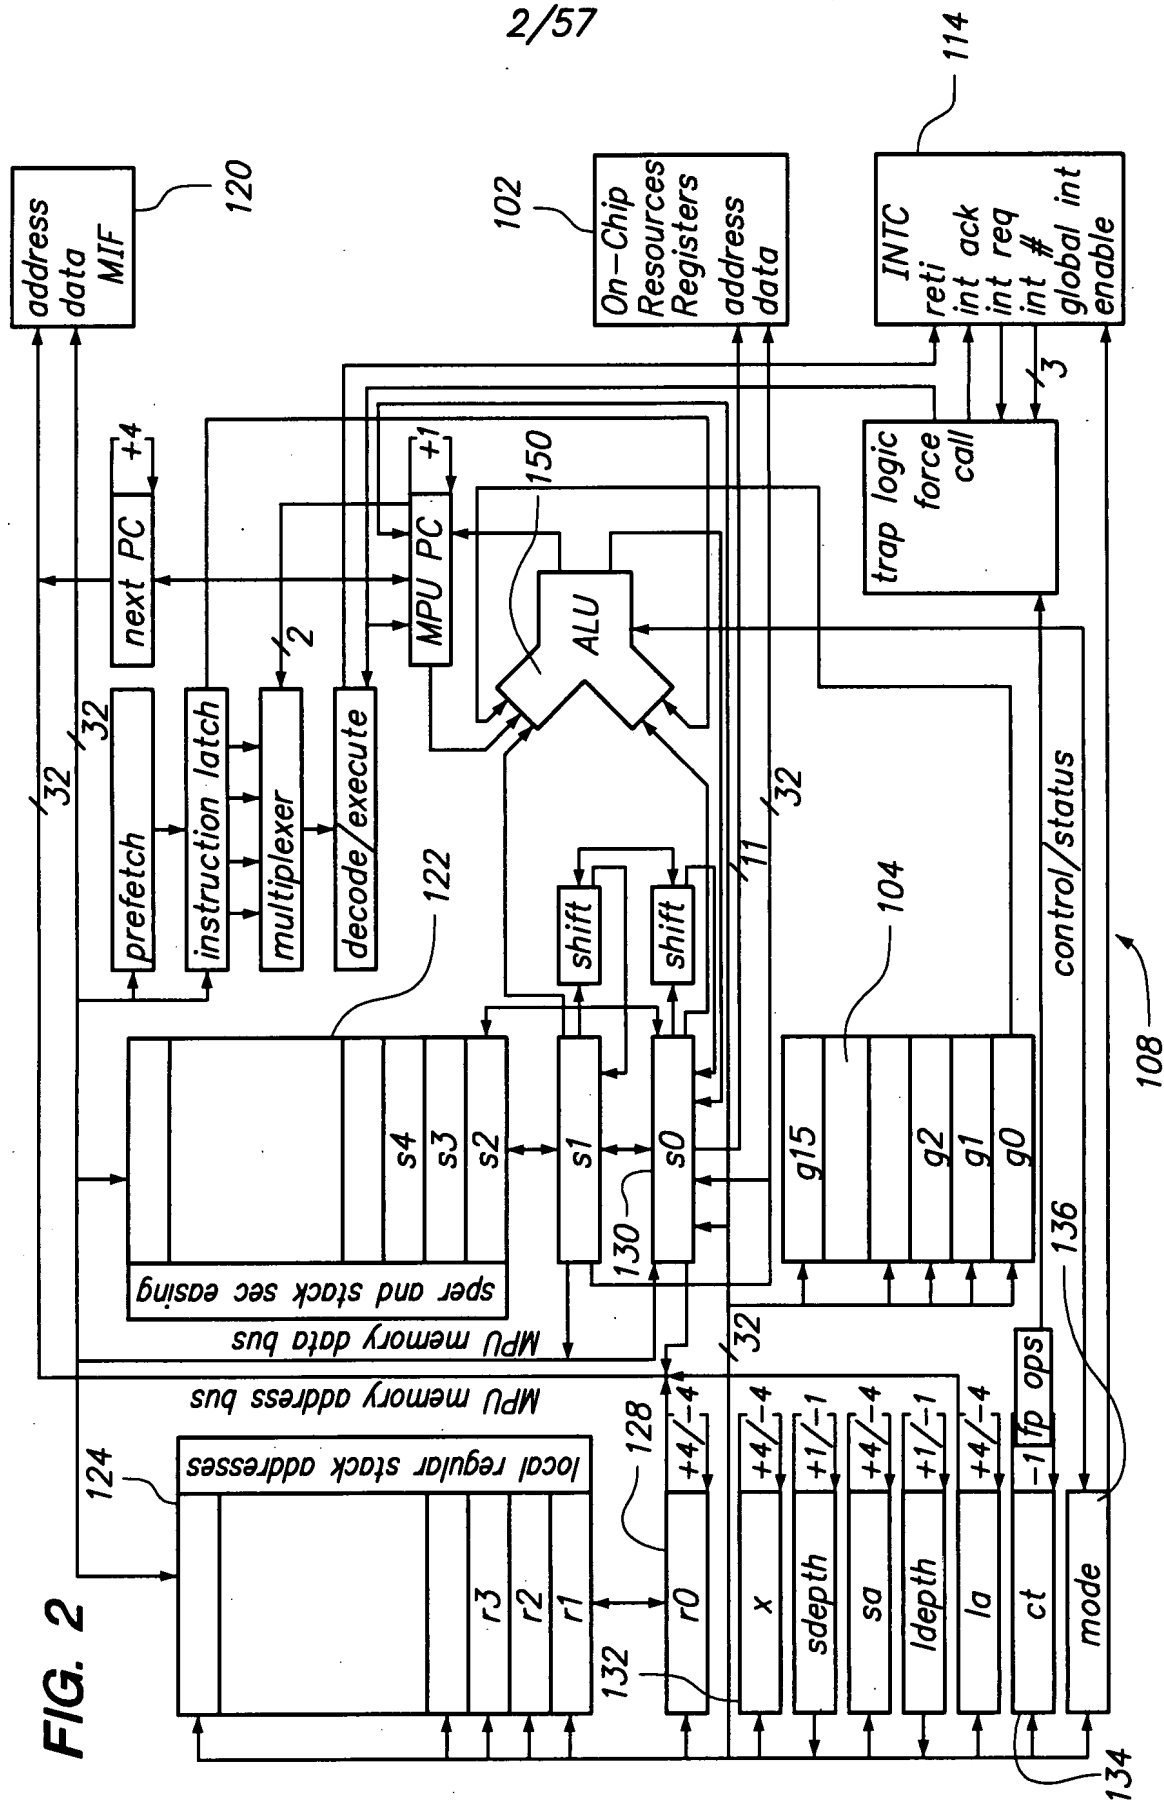 2/57
FIG. 2
124
r3
r2
r1
local regular stack addresses
128
r0
+4/-4
132
x
+4/-4
sdepth
+1/-1
sa
+4/-4
ldepth
+1/-1
la
+4/-4
134
ct
-1
fp ops
mode
136
MPU memory address bus
MPU memory data bus
32
sper and stack sec easing
122
s4
s3
s2
s1
130
s0
shift
shift
g15
g2
g1
g0
104
108
control/status
11
32
prefetch
instruction latch
multiplexer
decode/execute
32
32
2
next PC
+4
MPU PC
+1
150
ALU
trap logic
force
call
3
address
data
MIF
120
102
On-Chip
Resources
Registers
address
data
INTC
reti
int ack
int req
int #
global int
enable
114